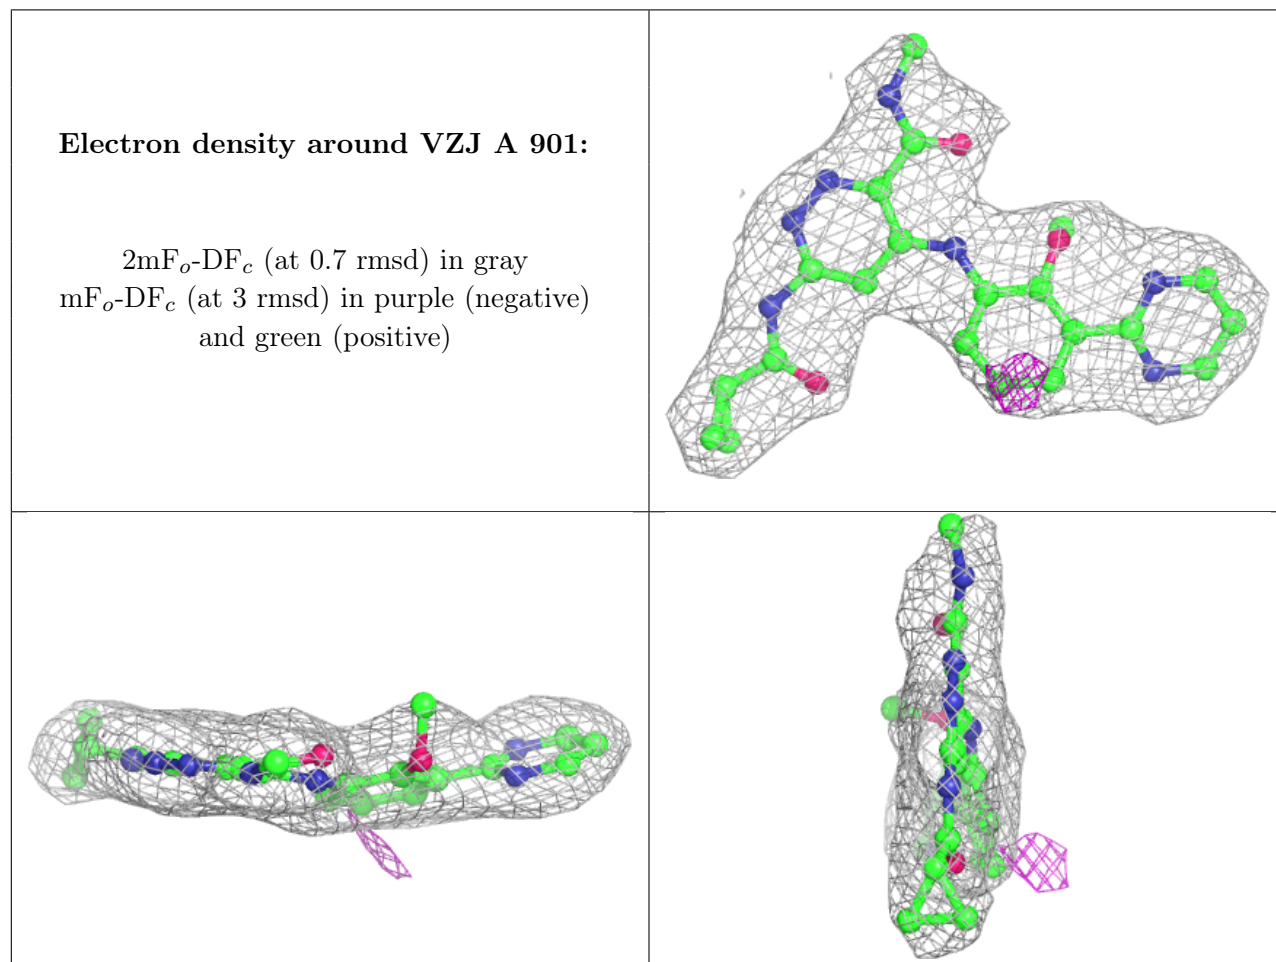 Electron density around VZJ A 901:
2mFₒ-DF𝒸 (at 0.7 rmsd) in gray
mFₒ-DF𝒸 (at 3 rmsd) in purple (negative)
and green (positive)